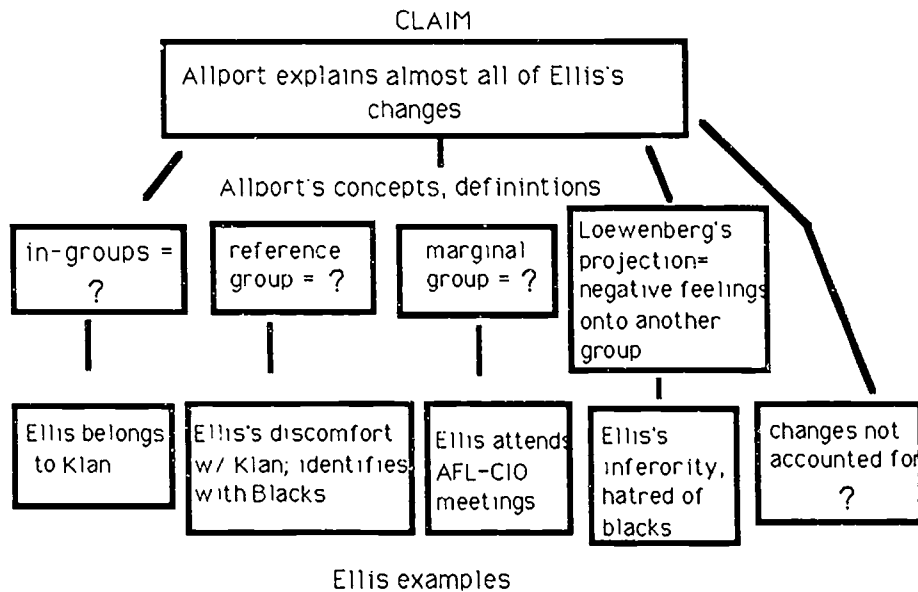 CLAIM
Allport explains almost all of Ellis's
changes
Allport's concepts, definintions
in-groups =
?
reference
group = ?
marginal
group = ?
Loewenberg's
projection=
negative feelings
onto another
group
Ellis belongs
to Klan
Ellis's discomfort
w/ Klan; identifies
with Blacks
Ellis attends
AFL-CIO
meetings
Ellis's
inferority,
hatred of
blacks
changes not
accounted for
?
Ellis examples